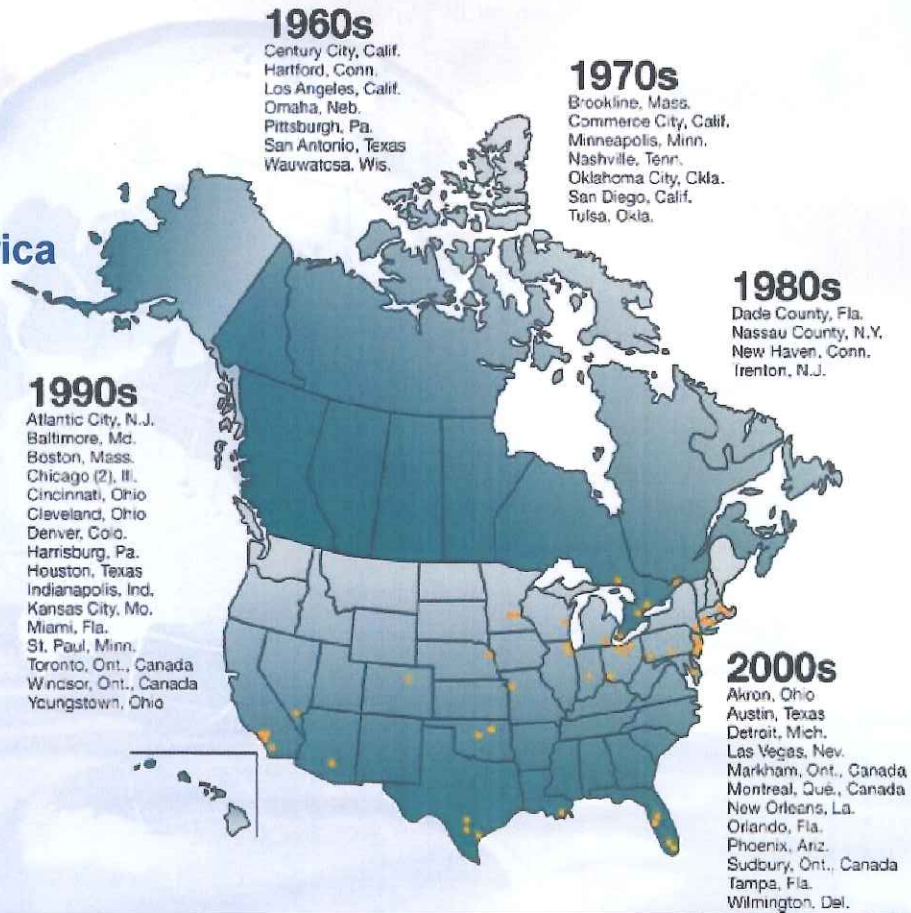 1960s
Century City, Calif.
Hartford, Conn.
Los Angeles, Calif.
Omaha, Neb.
Pittsburgh, Pa.
San Antonio, Texas
Wauwatosa, Wis.
1970s
Brookline, Mass.
Commerce City, Calif.
Minneapolis, Minn.
Nashville, Tenn.
Oklahoma City, Okla.
San Diego, Calif.
Tulsa, Okla.
rica
1980s
Dade County, Fla.
Nassau County, N.Y.
New Haven, Conn.
Trenton, N.J.
1990s
Atlantic City, N.J.
Baltimore, Md.
Boston, Mass.
Chicago (2), Ill.
Cincinnati, Ohio
Cleveland, Ohio
Denver, Colo.
Harrisburg, Pa.
Houston, Texas
Indianapolis, Ind.
Kansas City, Mo.
Miami, Fla.
St. Paul, Minn.
Toronto, Ont., Canada
Windsor, Ont., Canada
Youngstown, Ohio
2000s
Akron, Ohio
Austin, Texas
Detroit, Mich.
Las Vegas, Nev.
Markham, Ont., Canada
Montreal, Que., Canada
New Orleans, La.
Orlando, Fla.
Phoenix, Ariz.
Sudbury, Ont., Canada
Tampa, Fla.
Wilmington, Del.